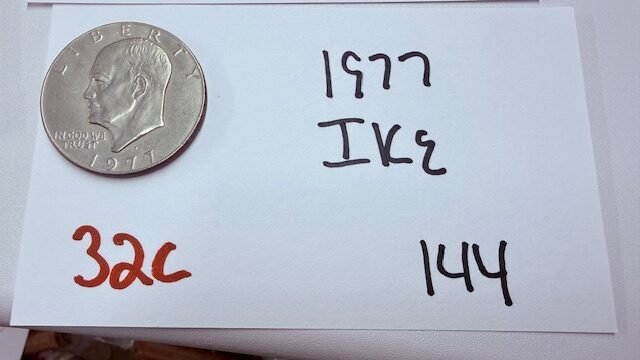 LIBERTY
IN GOD WE
TRUST
1977
1977
IKE
32c
144